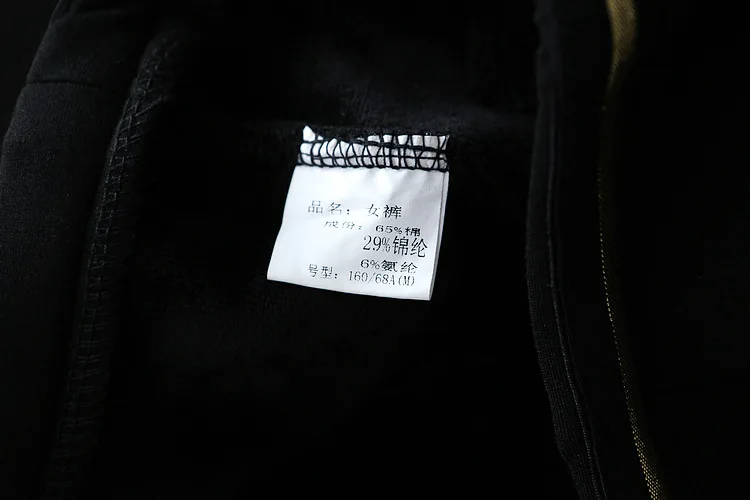 品名：女裤
成份：65%棉
29%锦纶
6%氨纶
号型：160/68A(M)